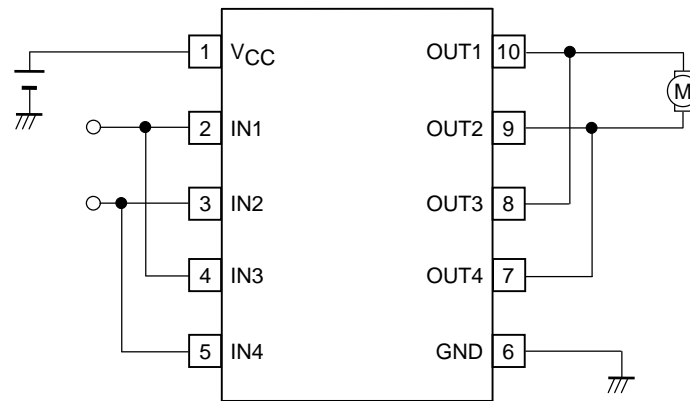 1 VCC OUT1 10
M
2 IN1 OUT2 9
3 IN2 OUT3 8
4 IN3 OUT4 7
5 IN4 GND 6